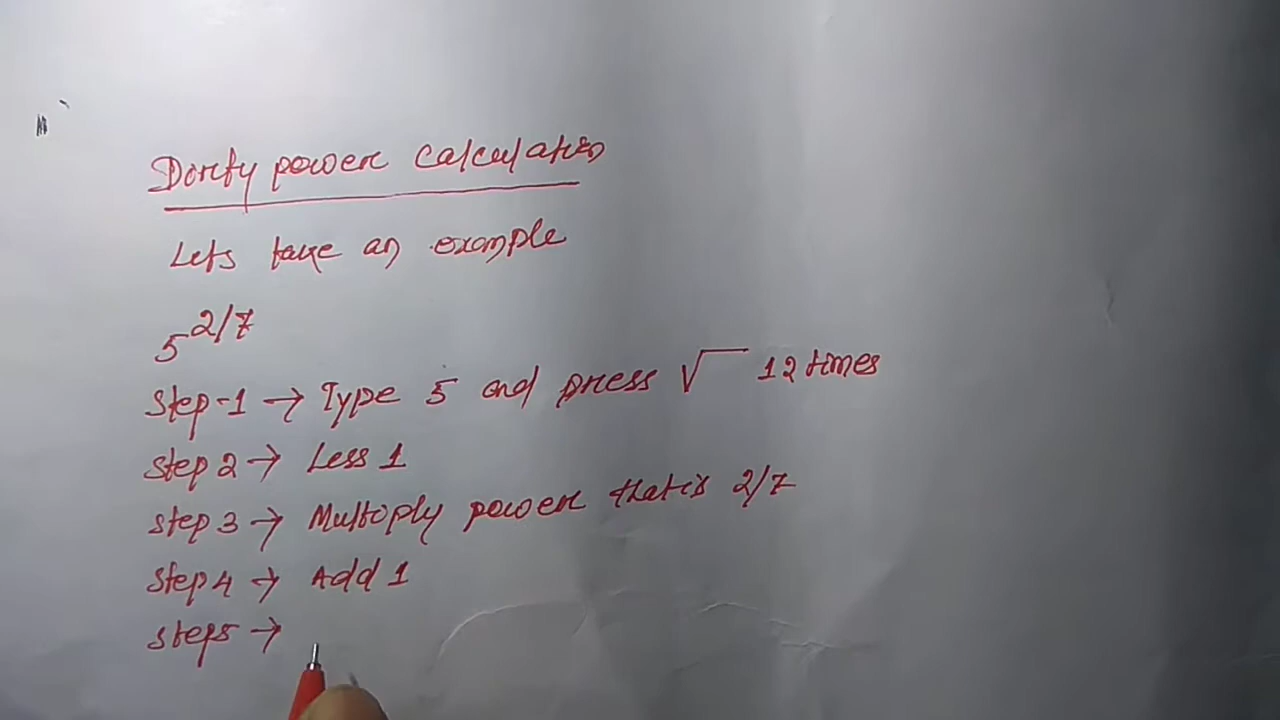 power calculation
Lets take an example
5^2/7
Step-1 → Type 5 and press √ 12 times
Step 2 → Less 1
Step 3 → Multiply power that is 2/7
Step 4 → Add 1
Step 5 →